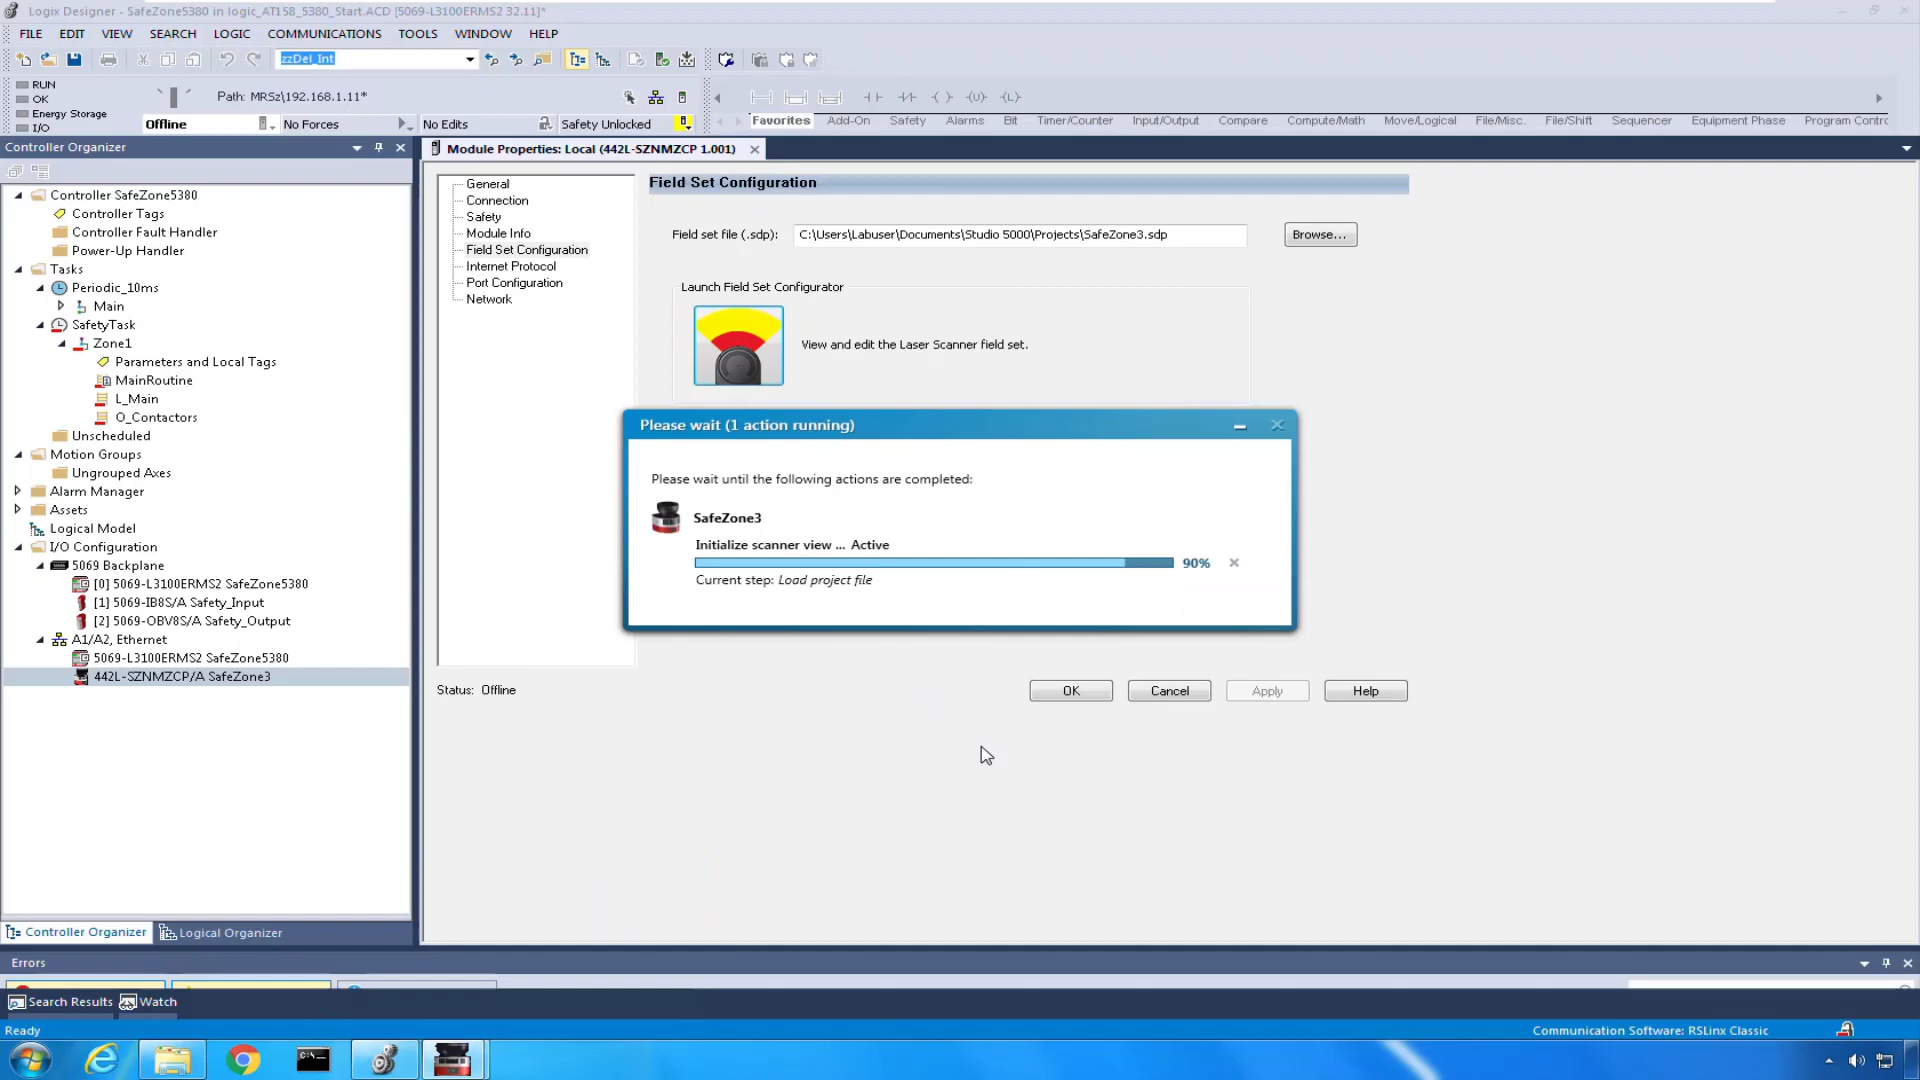 Logix Designer - SafeZone5380 in logic_AT158_5380_Start.ACD [5069-L3100ERMS2 32.11]*
FILE EDIT VIEW SEARCH LOGIC COMMUNICATIONS TOOLS WINDOW HELP
zzDel_Int
RUN
OK
Energy Storage
I/O
Path: MRSz\192.168.1.11*
Offline
No Forces
No Edits
Safety Unlocked
Favorites Add-On Safety Alarms Bit Timer/Counter Input/Output Compare Compute/Math Move/Logical File/Misc. File/Shift Sequencer Equipment Phase Program Contro
Controller Organizer
Controller SafeZone5380
Controller Tags
Controller Fault Handler
Power-Up Handler
Tasks
Periodic_10ms
Main
SafetyTask
Zone1
Parameters and Local Tags
MainRoutine
L_Main
O_Contactors
Unscheduled
Motion Groups
Ungrouped Axes
Alarm Manager
Assets
Logical Model
I/O Configuration
5069 Backplane
[0] 5069-L3100ERMS2 SafeZone5380
[1] 5069-IB8S/A Safety_Input
[2] 5069-OBV8S/A Safety_Output
A1/A2, Ethernet
5069-L3100ERMS2 SafeZone5380
442L-SZNMZCP/A SafeZone3
Controller Organizer
Logical Organizer
Module Properties: Local (442L-SZNMZCP 1.001)
General
Connection
Safety
Module Info
Field Set Configuration
Internet Protocol
Port Configuration
Network
Field Set Configuration
Field set file (.sdp): C:\Users\Labuser\Documents\Studio 5000\Projects\SafeZone3.sdp Browse...
Launch Field Set Configurator
View and edit the Laser Scanner field set.
Please wait (1 action running)
Please wait until the following actions are completed:
SafeZone3
Initialize scanner view ... Active
90%
Current step: Load project file
Status: Offline
OK Cancel Apply Help
Errors
Search Results Watch
Ready
Communication Software: RSLinx Classic